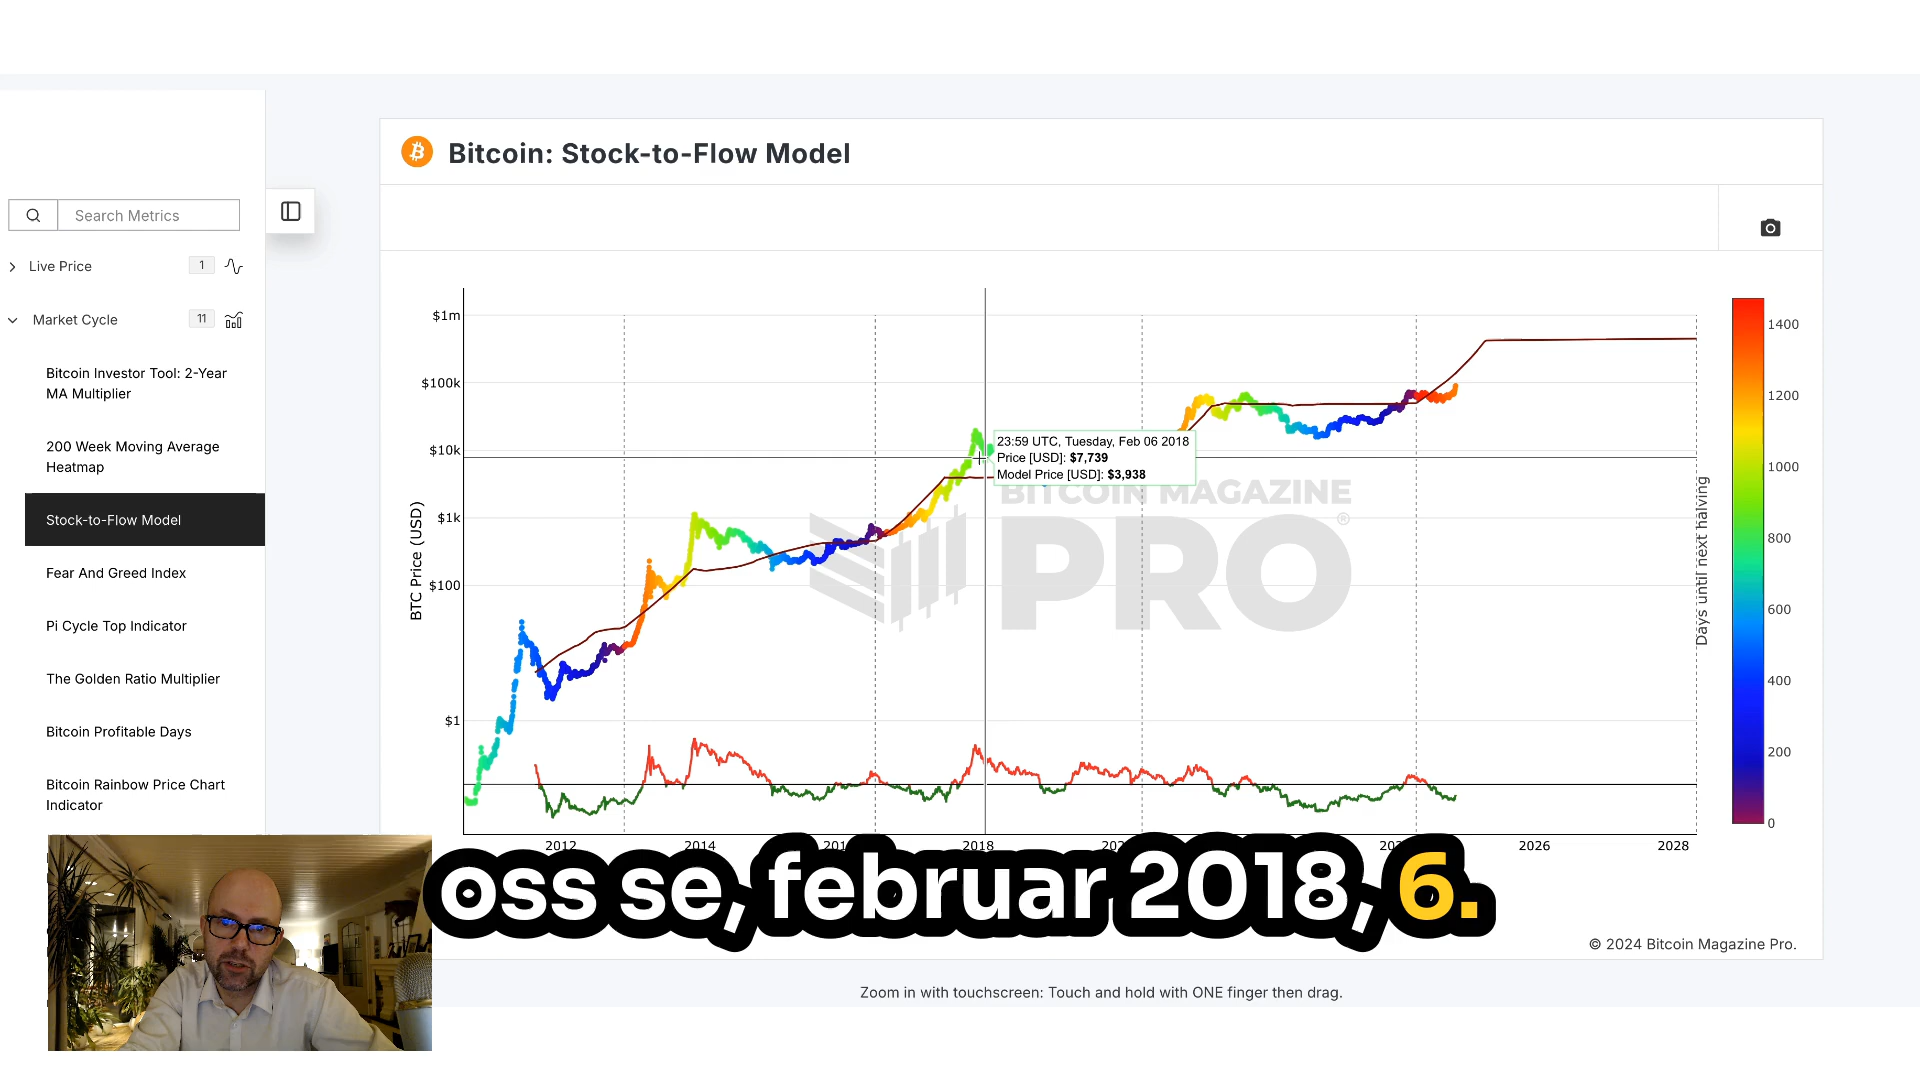 Bitcoin: Stock-to-Flow Model
Search Metrics
Live Price 1
Market Cycle 11
Bitcoin Investor Tool: 2-Year
MA Multiplier
200 Week Moving Average
Heatmap
Stock-to-Flow Model
Fear And Greed Index
Pi Cycle Top Indicator
The Golden Ratio Multiplier
Bitcoin Profitable Days
Bitcoin Rainbow Price Chart
Indicator
BTC Price (USD)
$1m
$100k
$10k
$1k
$100
$1
23:59 UTC, Tuesday, Feb 06 2018
Price [USD]: $7,739
Model Price [USD]: $3,938
BITCOIN MAGAZINE
PRO®
2012
2014
2018
2026
2028
Days until next halving
1400
1200
1000
800
600
400
200
0
oss se, februar 2018, 6.
© 2024 Bitcoin Magazine Pro.
Zoom in with touchscreen: Touch and hold with ONE finger then drag.